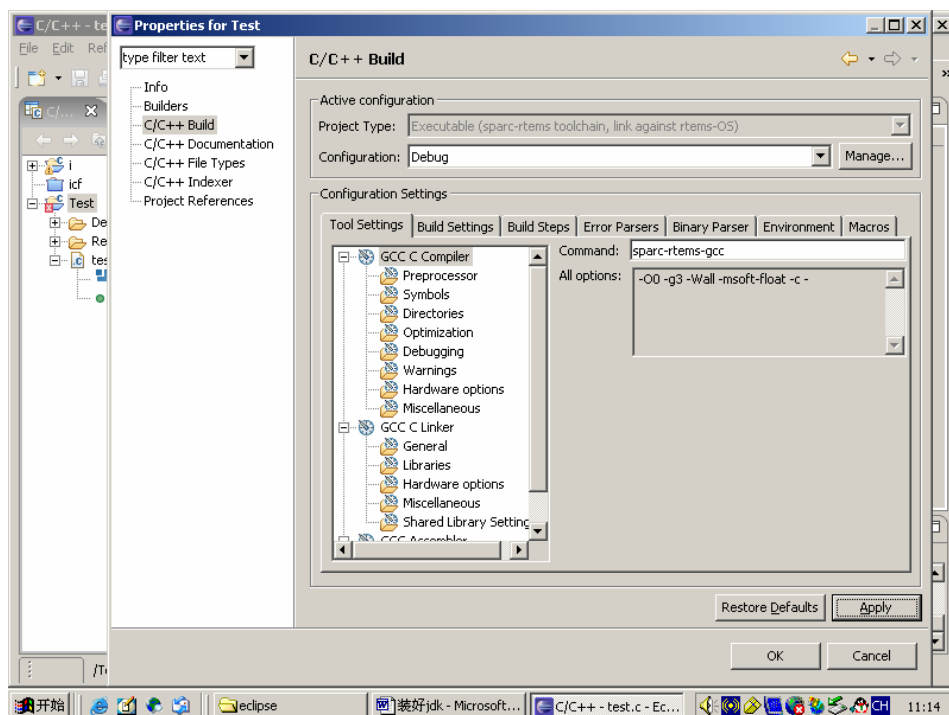 C/C++ - te
Properties for Test
File Edit Ref
type filter text
C/C++ Build
Info
Builders
C/C++ Build
C/C++ Documentation
C/C++ File Types
C/C++ Indexer
Project References
C/...
i
icf
Test
De
Re
tes
Active configuration
Project Type: Executable (sparc-rtems toolchain, link against rtems-OS)
Configuration: Debug
Manage...
Configuration Settings
Tool Settings Build Settings Build Steps Error Parsers Binary Parser Environment Macros
GCC C Compiler
Preprocessor
Symbols
Directories
Optimization
Debugging
Warnings
Hardware options
Miscellaneous
GCC C Linker
General
Libraries
Hardware options
Miscellaneous
Shared Library Setting
GCC Assembler
Command: sparc-rtems-gcc
All options: -O0 -g3 -Wall -msoft-float -c -
Restore Defaults Apply
OK Cancel
/T
开始 eclipse 装好jdk - Microsoft... C/C++ - test.c - Ec... CH 11:14